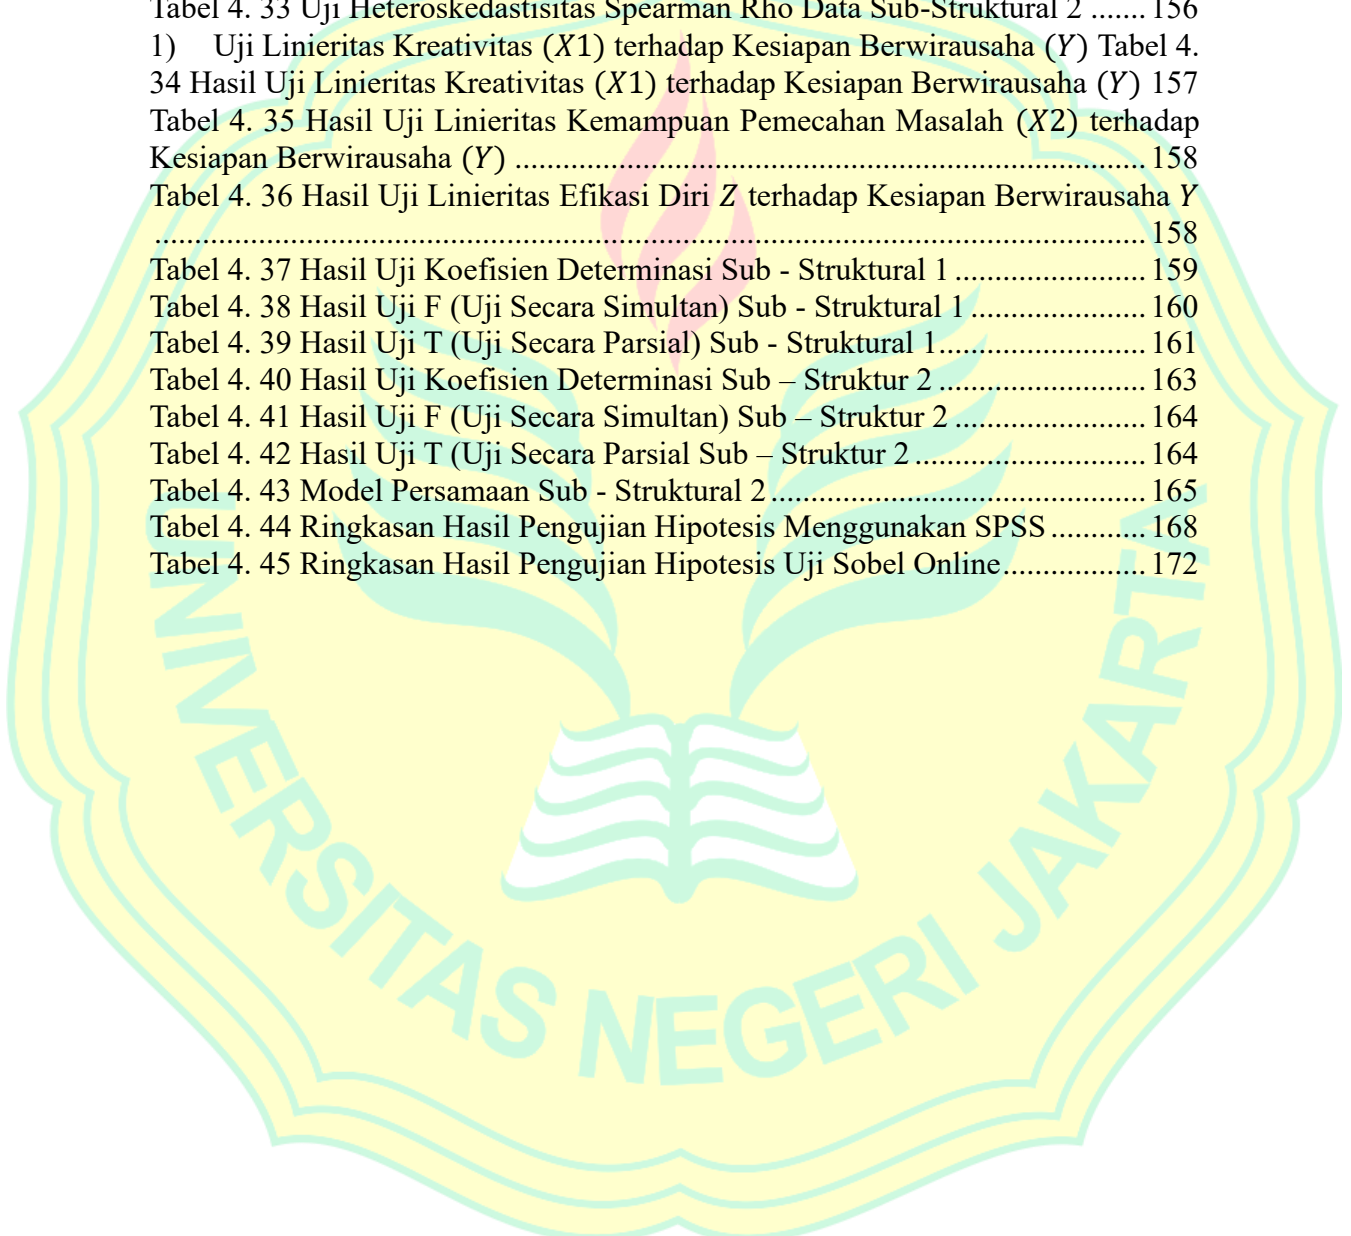 Tabel 4. 33 Uji Heteroskedastisitas Spearman Rho Data Sub-Struktural 2 ....... 156
1) Uji Linieritas Kreativitas (X1) terhadap Kesiapan Berwirausaha (Y) Tabel 4.
34 Hasil Uji Linieritas Kreativitas (X1) terhadap Kesiapan Berwirausaha (Y) 157
Tabel 4. 35 Hasil Uji Linieritas Kemampuan Pemecahan Masalah (X2) terhadap
Kesiapan Berwirausaha (Y) ................................................................................ 158
Tabel 4. 36 Hasil Uji Linieritas Efikasi Diri Z terhadap Kesiapan Berwirausaha Y
.............................................................................................................................. 158
Tabel 4. 37 Hasil Uji Koefisien Determinasi Sub - Struktural 1 ........................ 159
Tabel 4. 38 Hasil Uji F (Uji Secara Simultan) Sub - Struktural 1 ...................... 160
Tabel 4. 39 Hasil Uji T (Uji Secara Parsial) Sub - Struktural 1.......................... 161
Tabel 4. 40 Hasil Uji Koefisien Determinasi Sub – Struktur 2 .......................... 163
Tabel 4. 41 Hasil Uji F (Uji Secara Simultan) Sub – Struktur 2 ........................ 164
Tabel 4. 42 Hasil Uji T (Uji Secara Parsial Sub – Struktur 2 ............................. 164
Tabel 4. 43 Model Persamaan Sub - Struktural 2 ............................................... 165
Tabel 4. 44 Ringkasan Hasil Pengujian Hipotesis Menggunakan SPSS ............ 168
Tabel 4. 45 Ringkasan Hasil Pengujian Hipotesis Uji Sobel Online.................. 172
UNIVERSITAS NEGERI JAKARTA